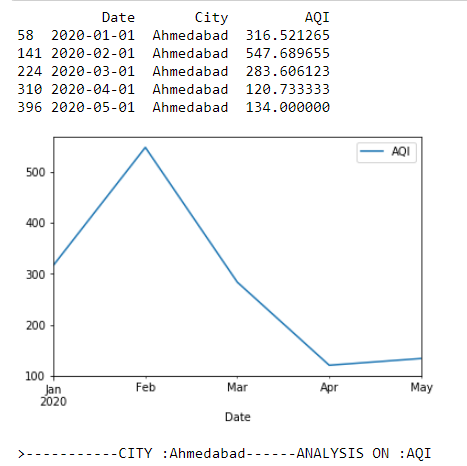 Date City AQI
58 2020-01-01 Ahmedabad 316.521265
141 2020-02-01 Ahmedabad 547.689655
224 2020-03-01 Ahmedabad 283.606123
310 2020-04-01 Ahmedabad 120.733333
396 2020-05-01 Ahmedabad 134.000000
AQI
500
400
300
200
100
Jan Feb Mar Apr May
2020
Date
>-----------CITY :Ahmedabad------ANALYSIS ON :AQI